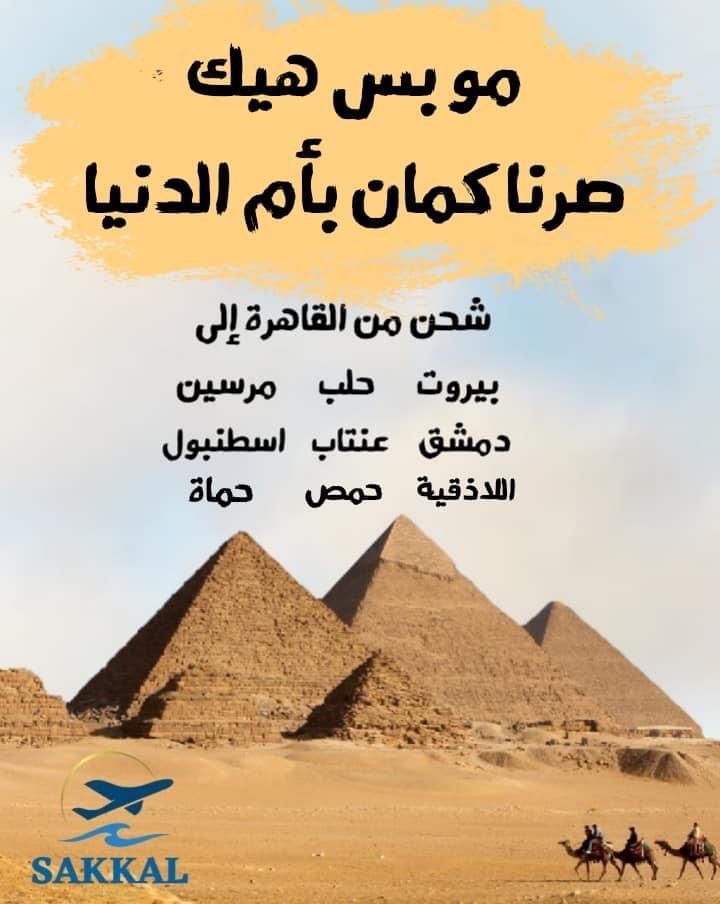 مو بس هيك
صرنا كمان بأم الدنيا
شحن من القاهرة إلى
بيروت حلب مرسين
دمشق عنتاب اسطنبول
اللاذقية حمص حماة
SAKKAL